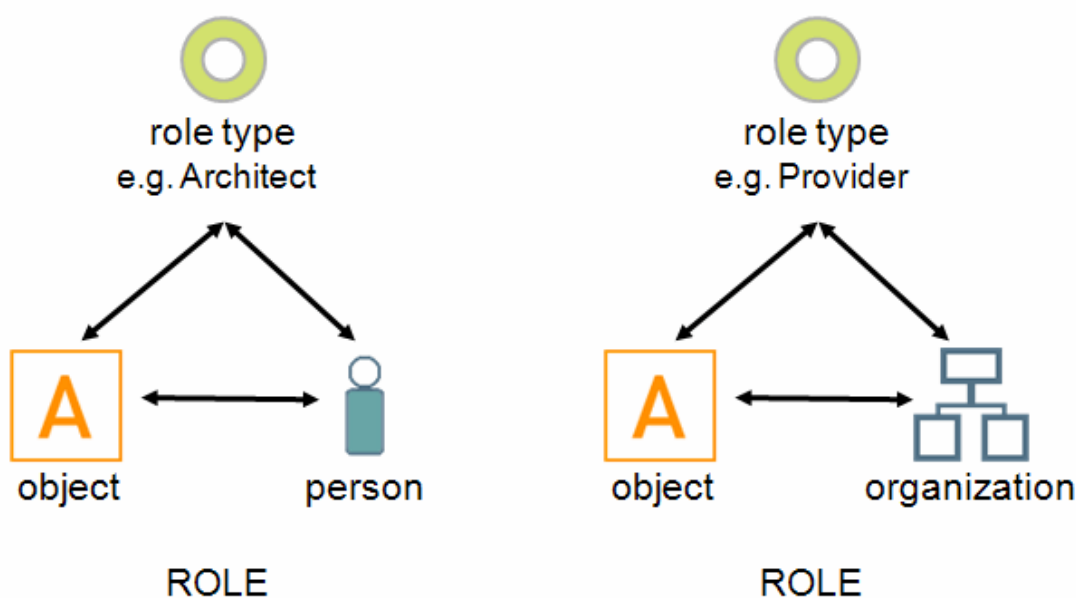 role type
e.g. Architect
A
object
person
ROLE
role type
e.g. Provider
A
object
organization
ROLE